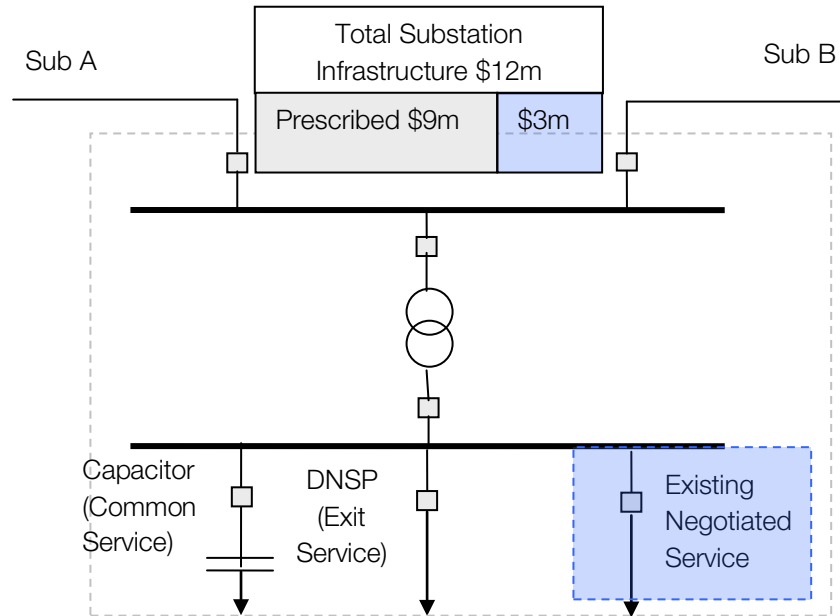 Sub A
Total Substation
Infrastructure $12m
Sub B
Prescribed $9m
$3m
Capacitor
(Common
Service)
DNSP
(Exit
Service)
Existing
Negotiated
Service